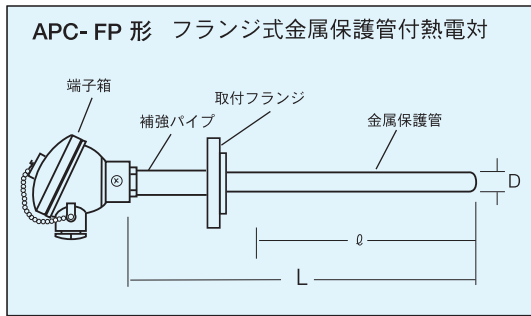 APC-FP 形 フランジ式金属保護管付熱電対
端子箱
取付フランジ
補強パイプ
金属保護管
D
ℓ
L